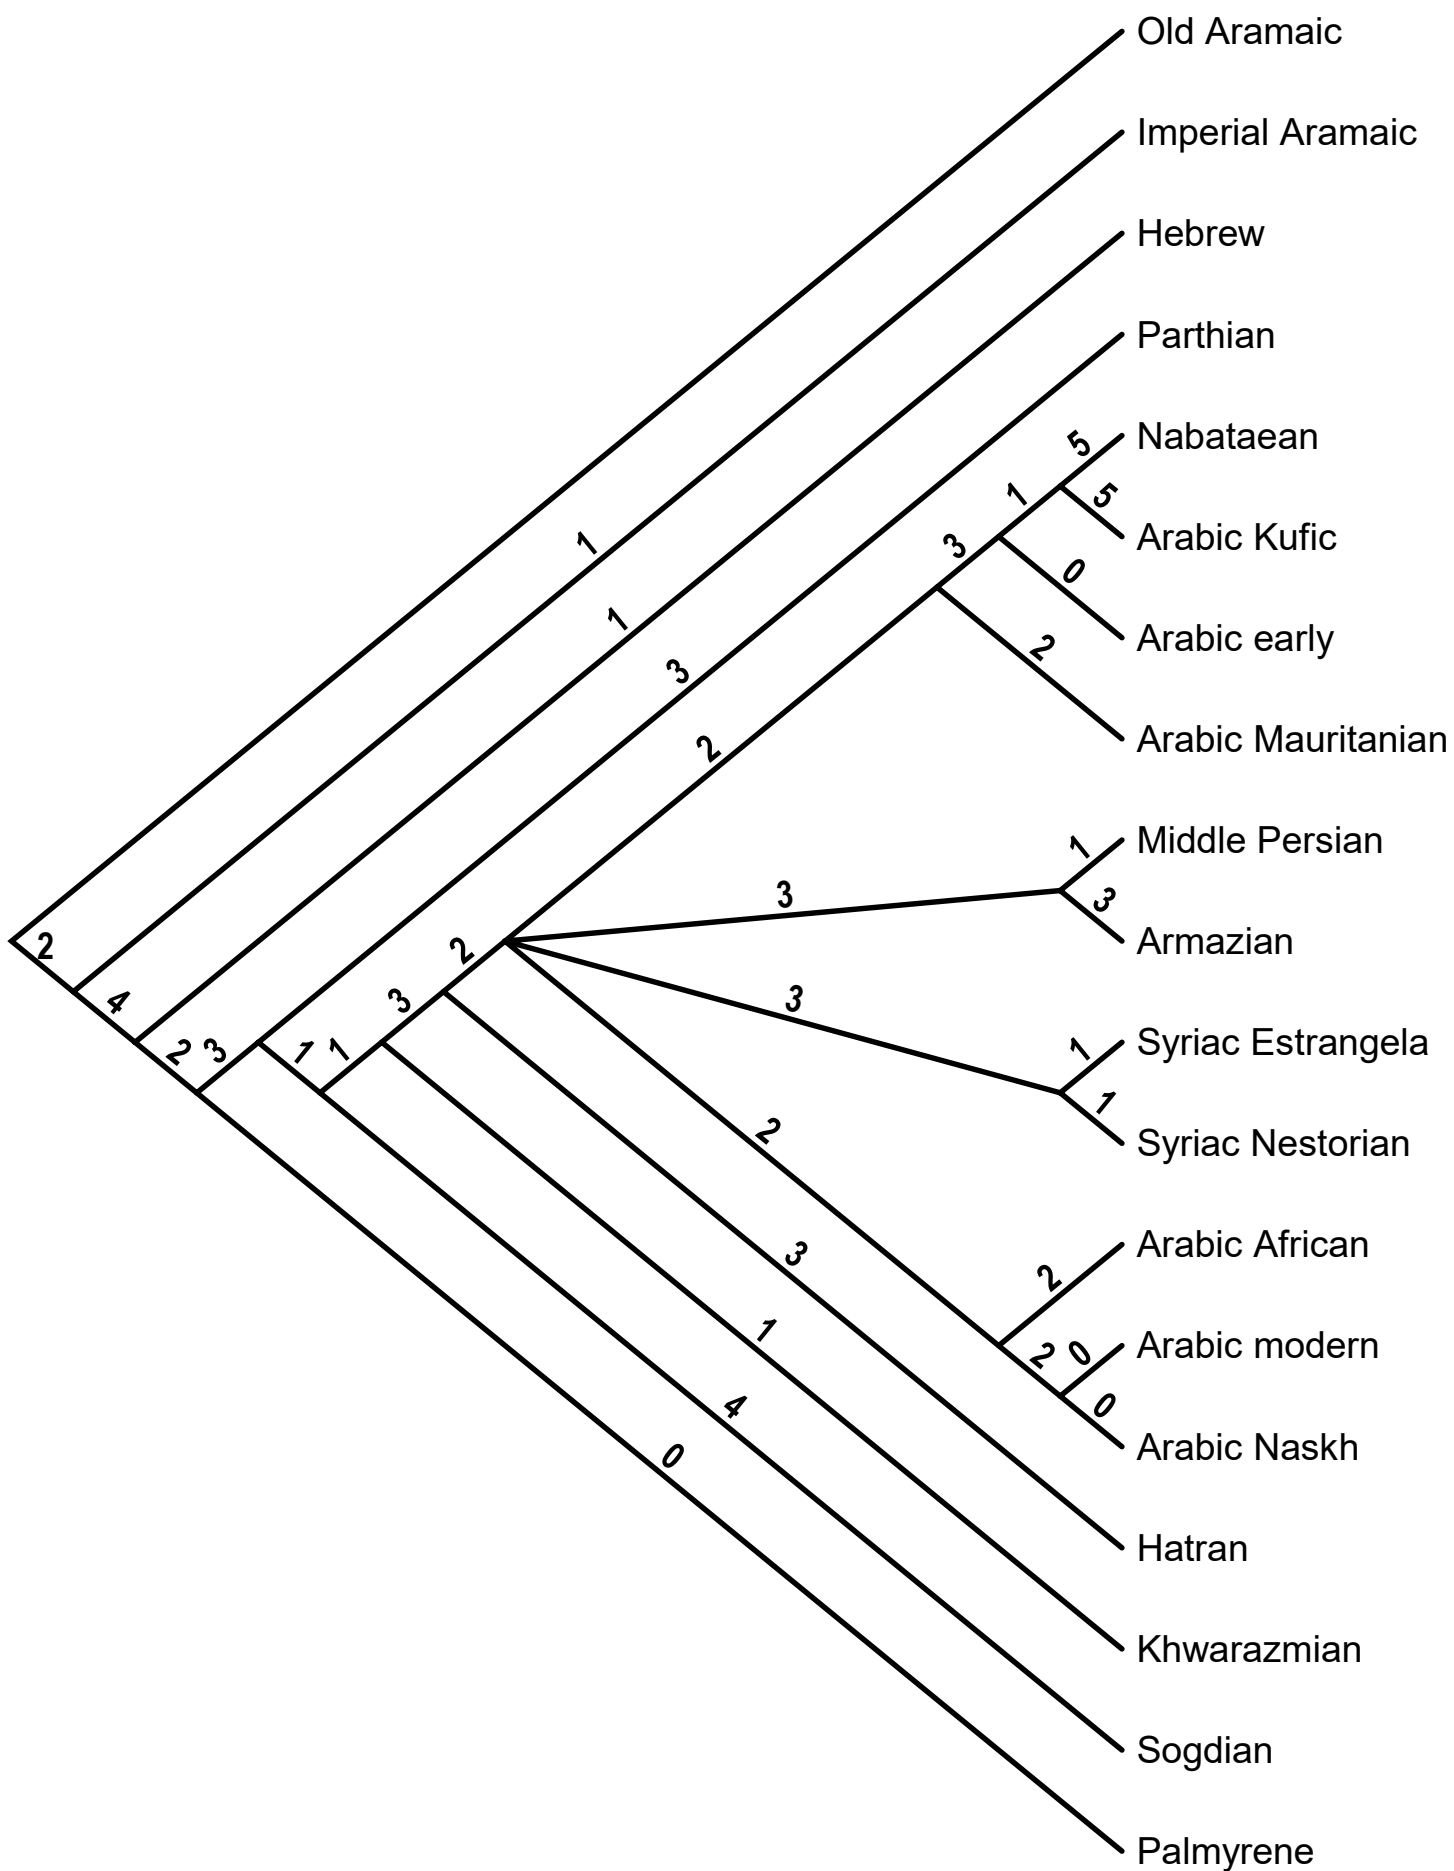 Old Aramaic
Imperial Aramaic
Hebrew
Parthian
5 Nabataean
1 5
3 Arabic Kufic
1 0
1 Arabic early
3 2
2 Arabic Mauritanian
1 Middle Persian
3 3
2 2 Armazian
4 3 3
2 3 1 1 1 Syriac Estrangela
1
2 Syriac Nestorian
3 2 Arabic African
1 2 0 Arabic modern
4 0
0 Arabic Naskh
Hatran
Khwarazmian
Sogdian
Palmyrene